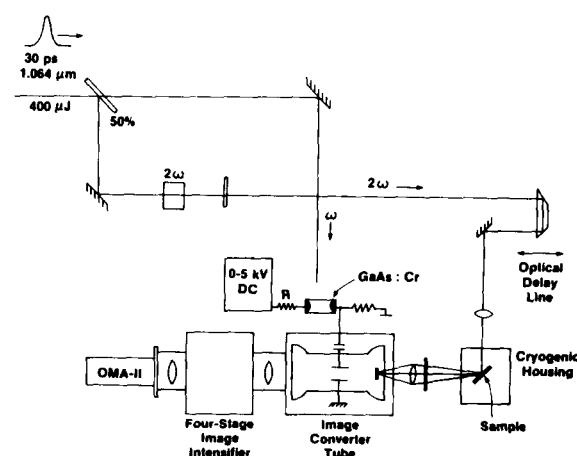 30 ps
1.064 μm
400 μJ
50%
2ω
2ω
ω
0-5 kV
DC
R
GaAs : Cr
Optical
Delay
Line
OMA-II
Cryogenic
Housing
Four-Stage
Image
Intensifier
Image
Converter
Tube
Sample